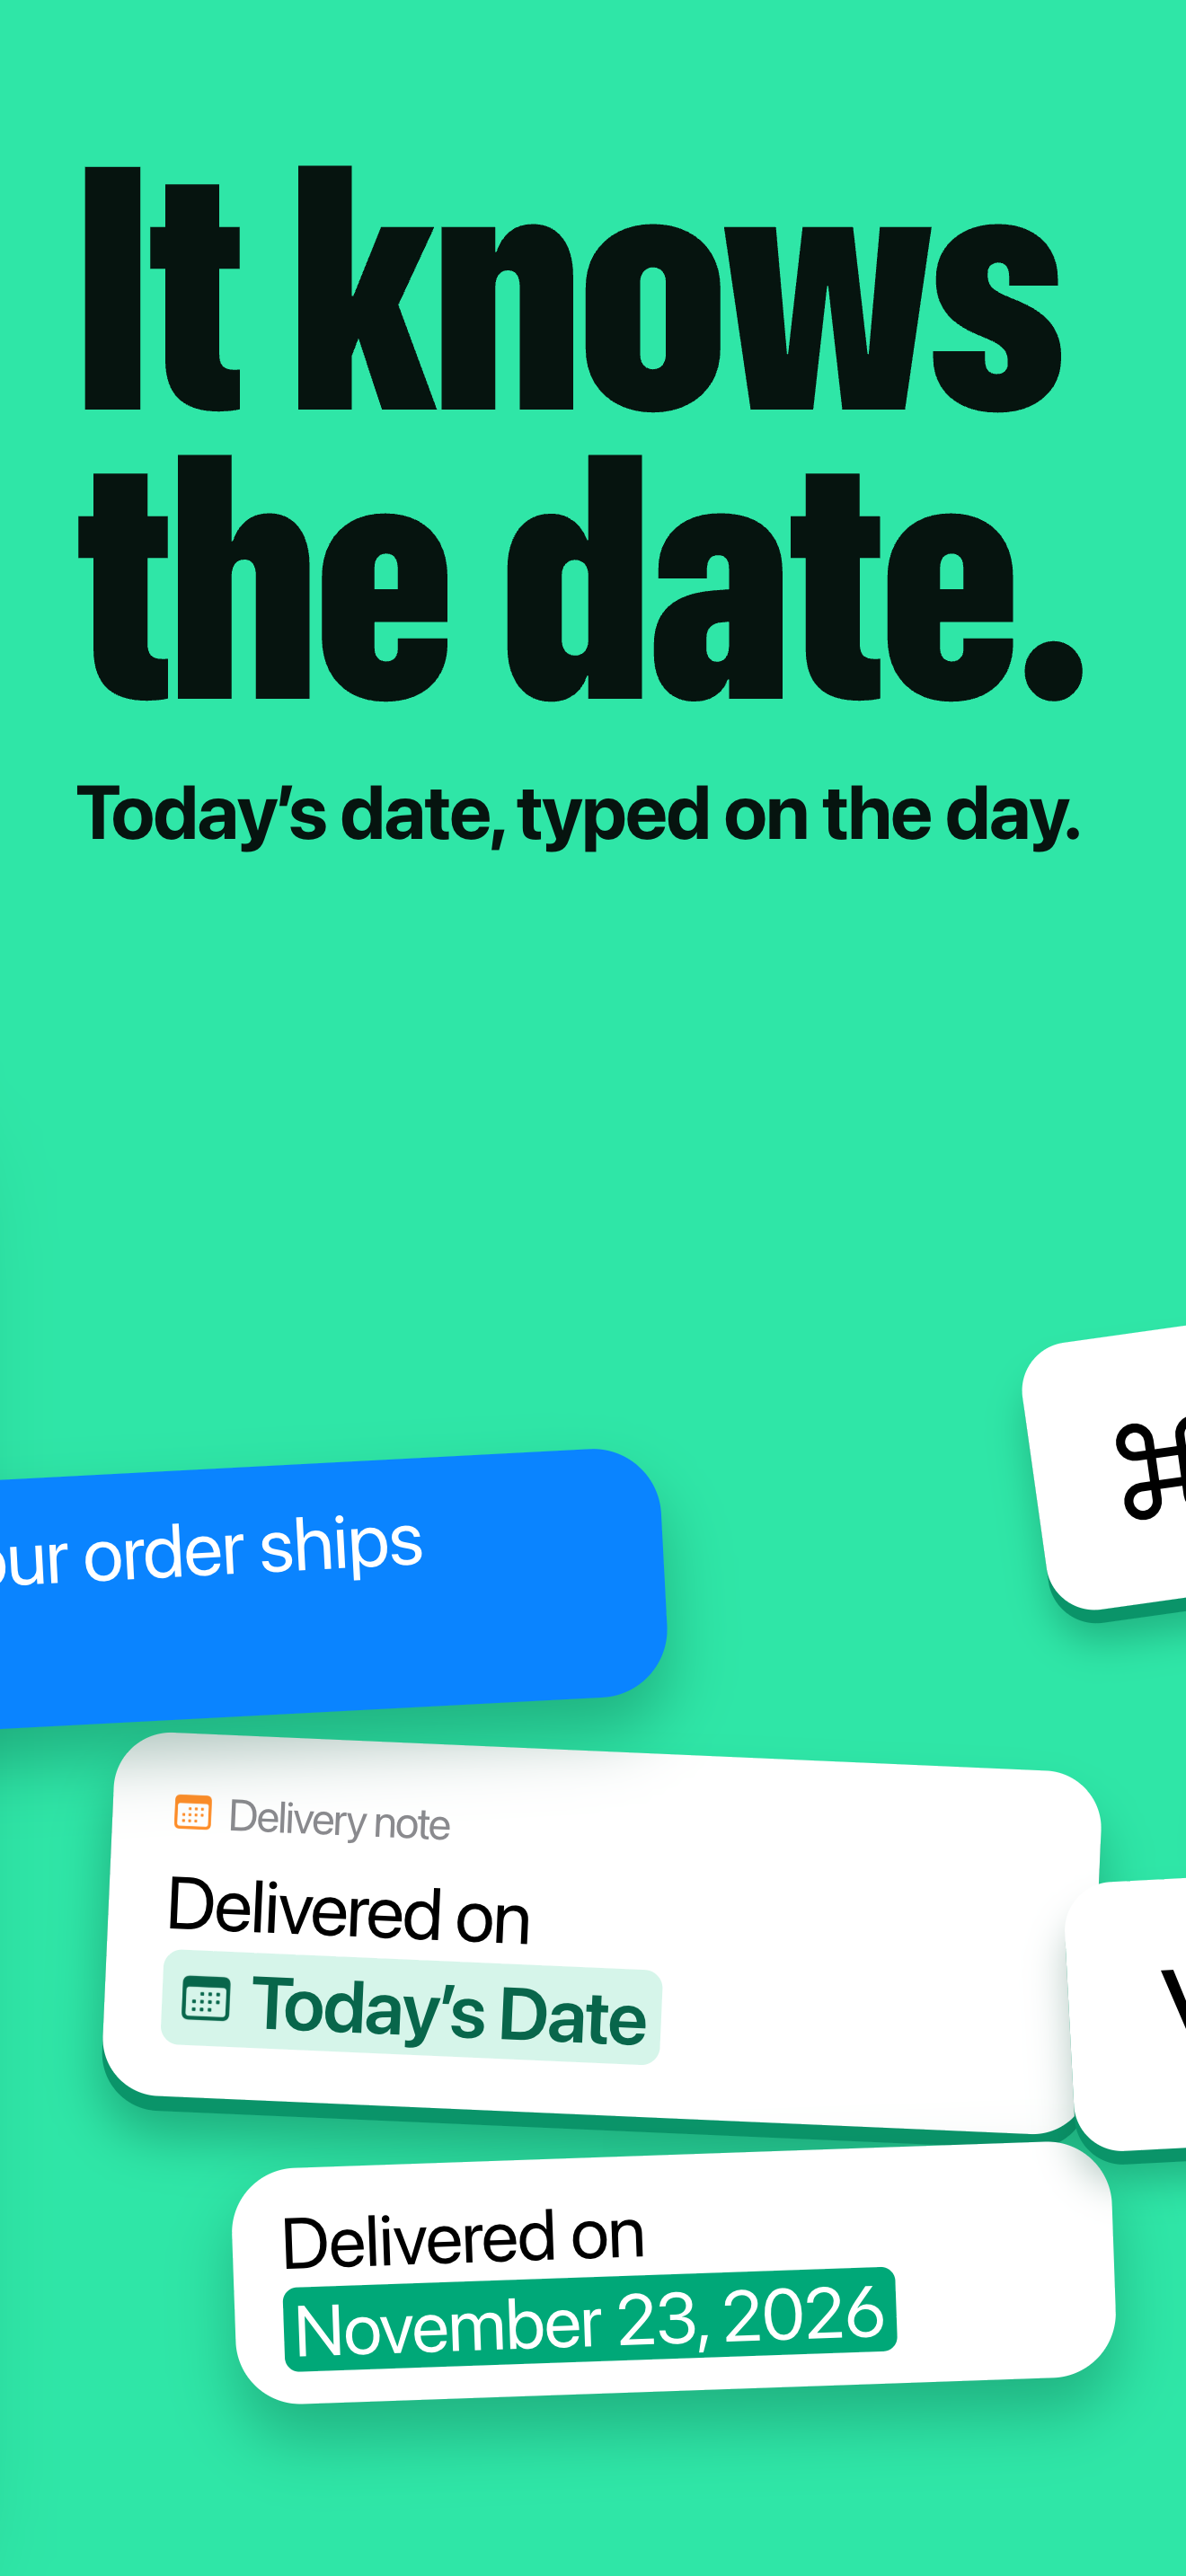 It knows
the date.
Today’s date, typed on the day.
⌘
our order ships
Delivery note
Delivered on
Today’s Date
Delivered on
November 23, 2026